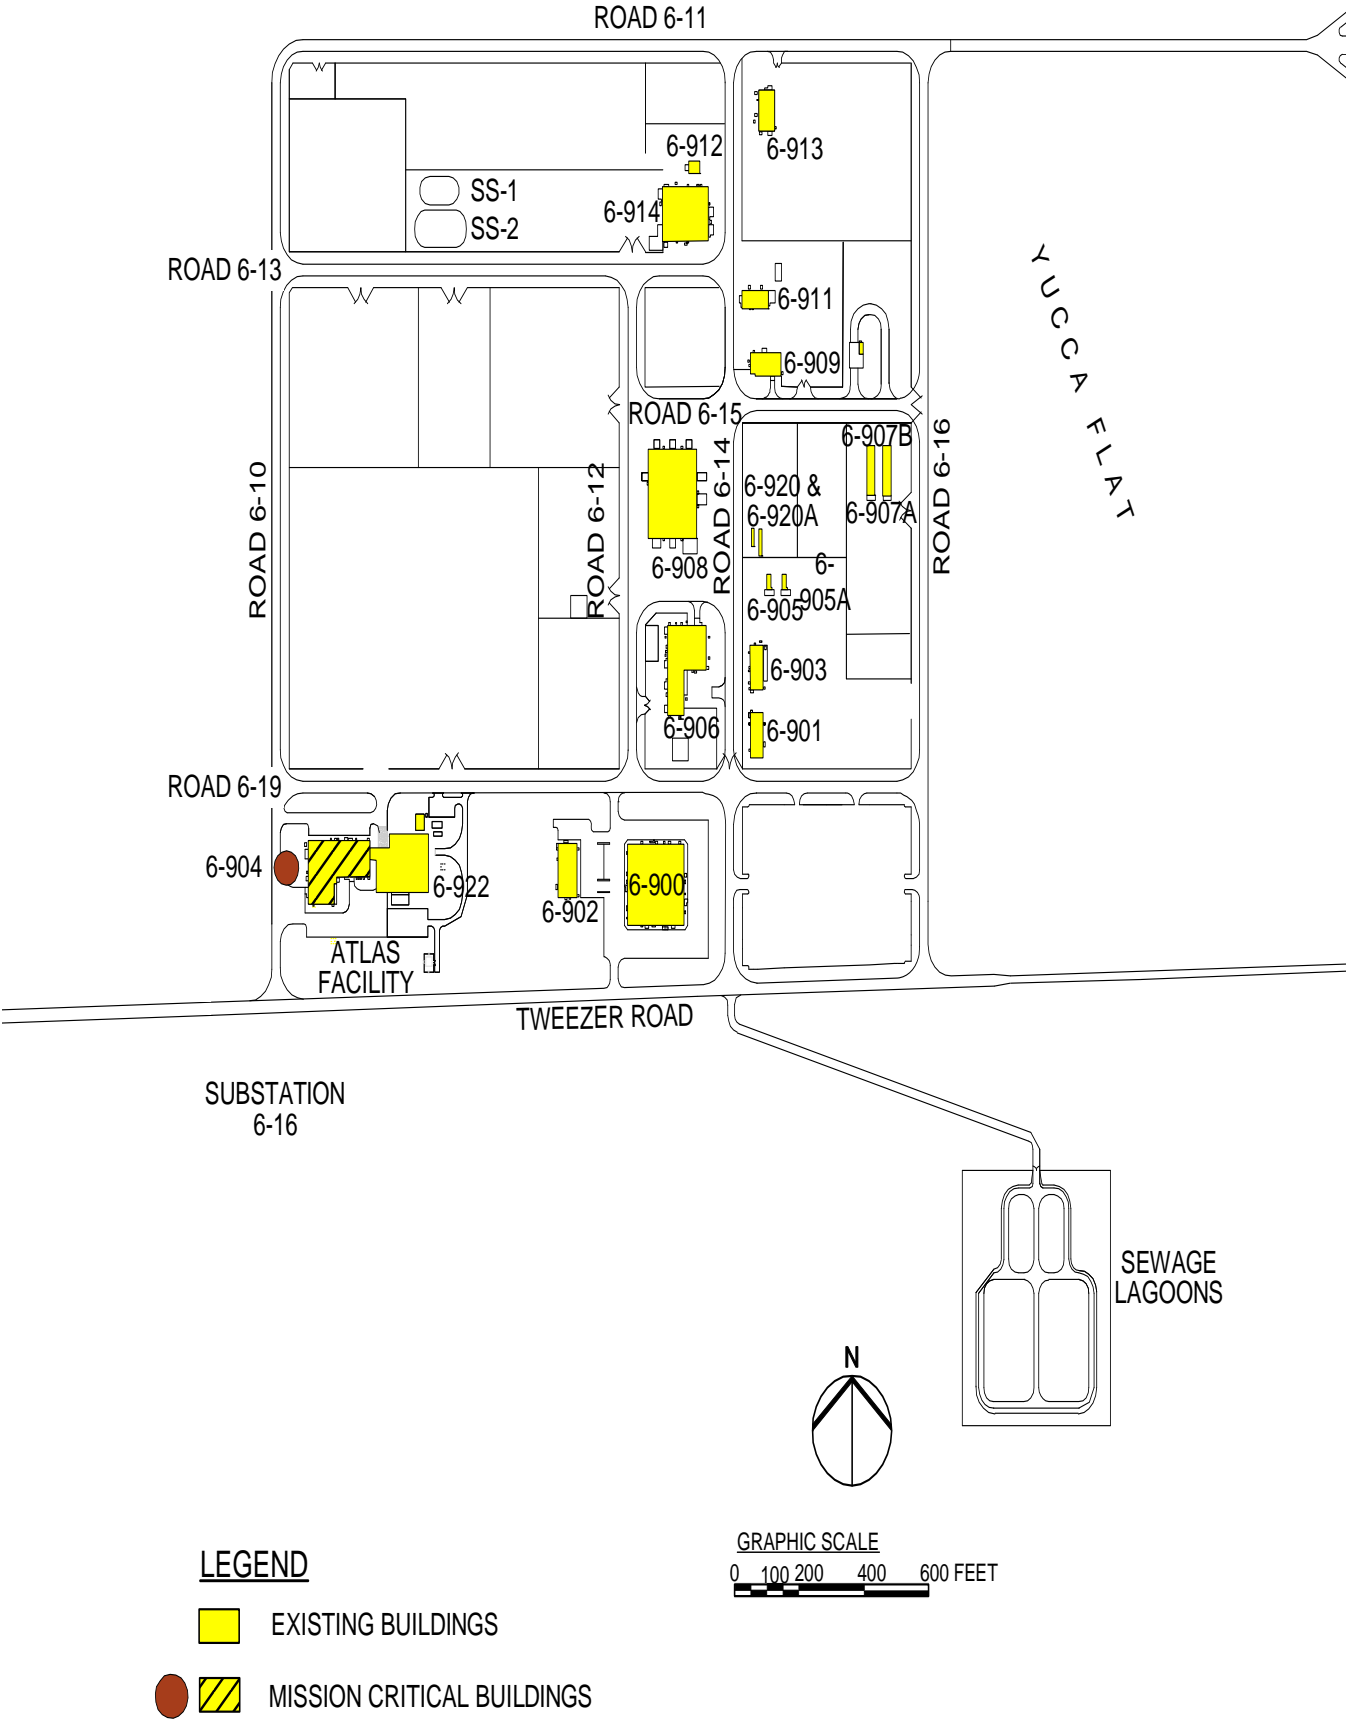 ROAD 6-11
6-912
6-913
SS-1
6-914
SS-2
ROAD 6-13
6-911
6-909
YUCCA FLAT
ROAD 6-15
6-907B
ROAD 6-10
ROAD 6-12
ROAD 6-14
ROAD 6-16
6-920 &
6-920A
6-907A
6-908
6-
905A
6-905
6-903
6-906
6-901
ROAD 6-19
6-904
6-922
6-902
6-900
ATLAS
FACILITY
TWEEZER ROAD
SUBSTATION
6-16
SEWAGE
LAGOONS
N
GRAPHIC SCALE
0 100 200 400 600 FEET
LEGEND
EXISTING BUILDINGS
MISSION CRITICAL BUILDINGS